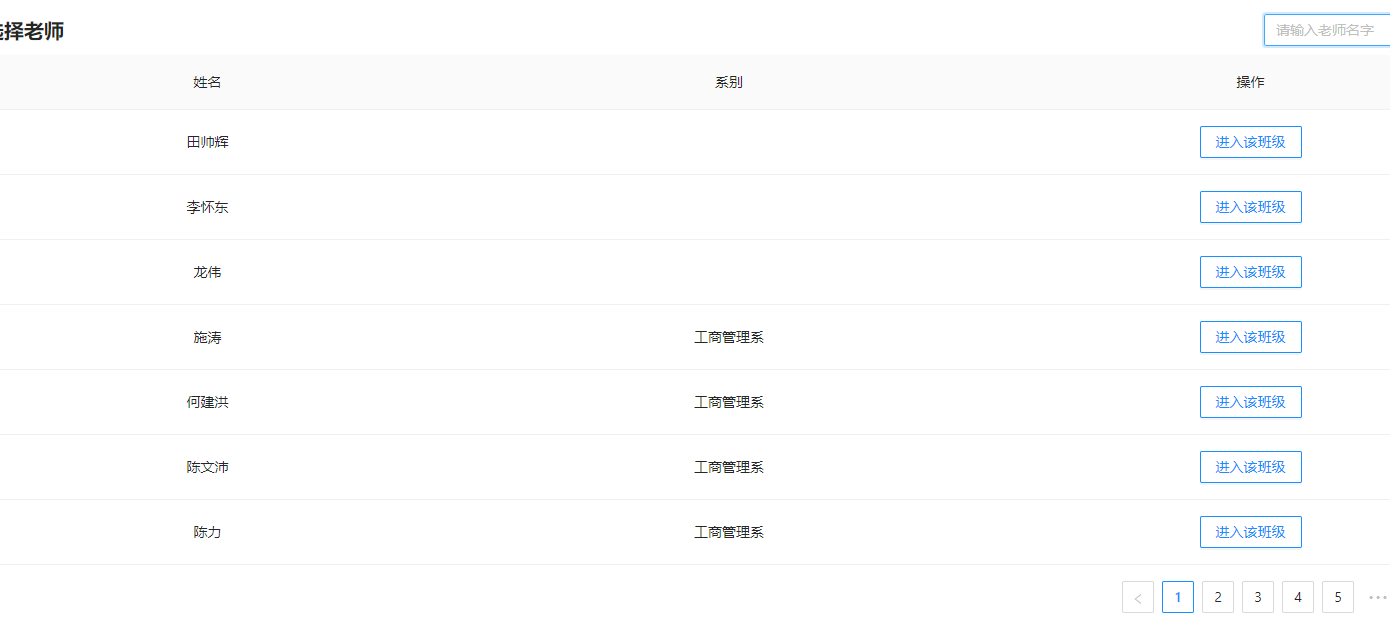 选择老师
请输入老师名字
姓名 系别 操作
田帅辉 进入该班级
李怀东 进入该班级
龙伟 进入该班级
施涛 工商管理系 进入该班级
何建洪 工商管理系 进入该班级
陈文沛 工商管理系 进入该班级
陈力 工商管理系 进入该班级
< 1 2 3 4 5 •••